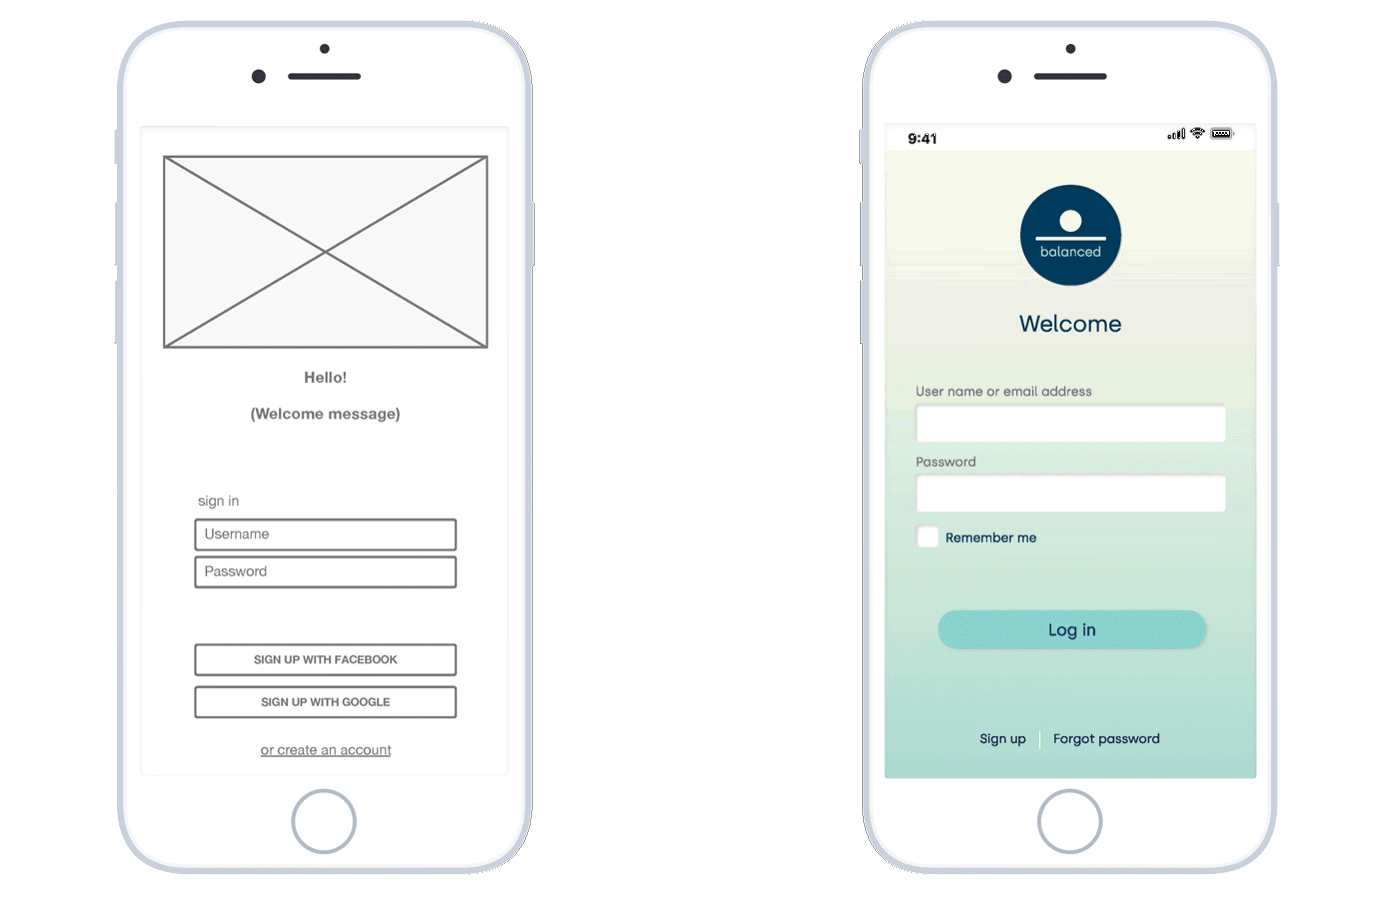 Hello!
(Welcome message)
sign in
Username
Password
SIGN UP WITH FACEBOOK
SIGN UP WITH GOOGLE
or create an account
9:41
balanced
Welcome
User name or email address
Password
Remember me
Log in
Sign up
Forgot password